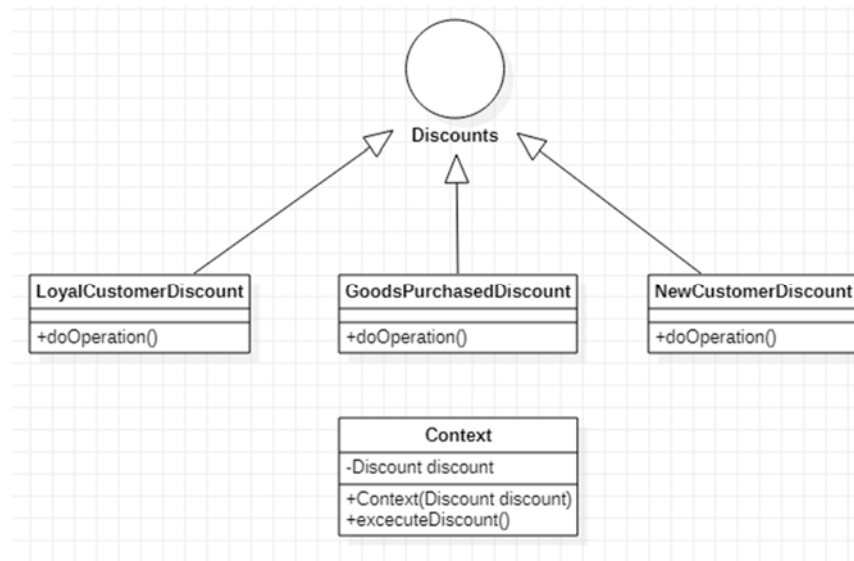 Discounts
LoyalCustomerDiscount
+doOperation()
GoodsPurchasedDiscount
+doOperation()
NewCustomerDiscount
+doOperation()
Context
-Discount discount
+Context(Discount discount)
+excecuteDiscount()